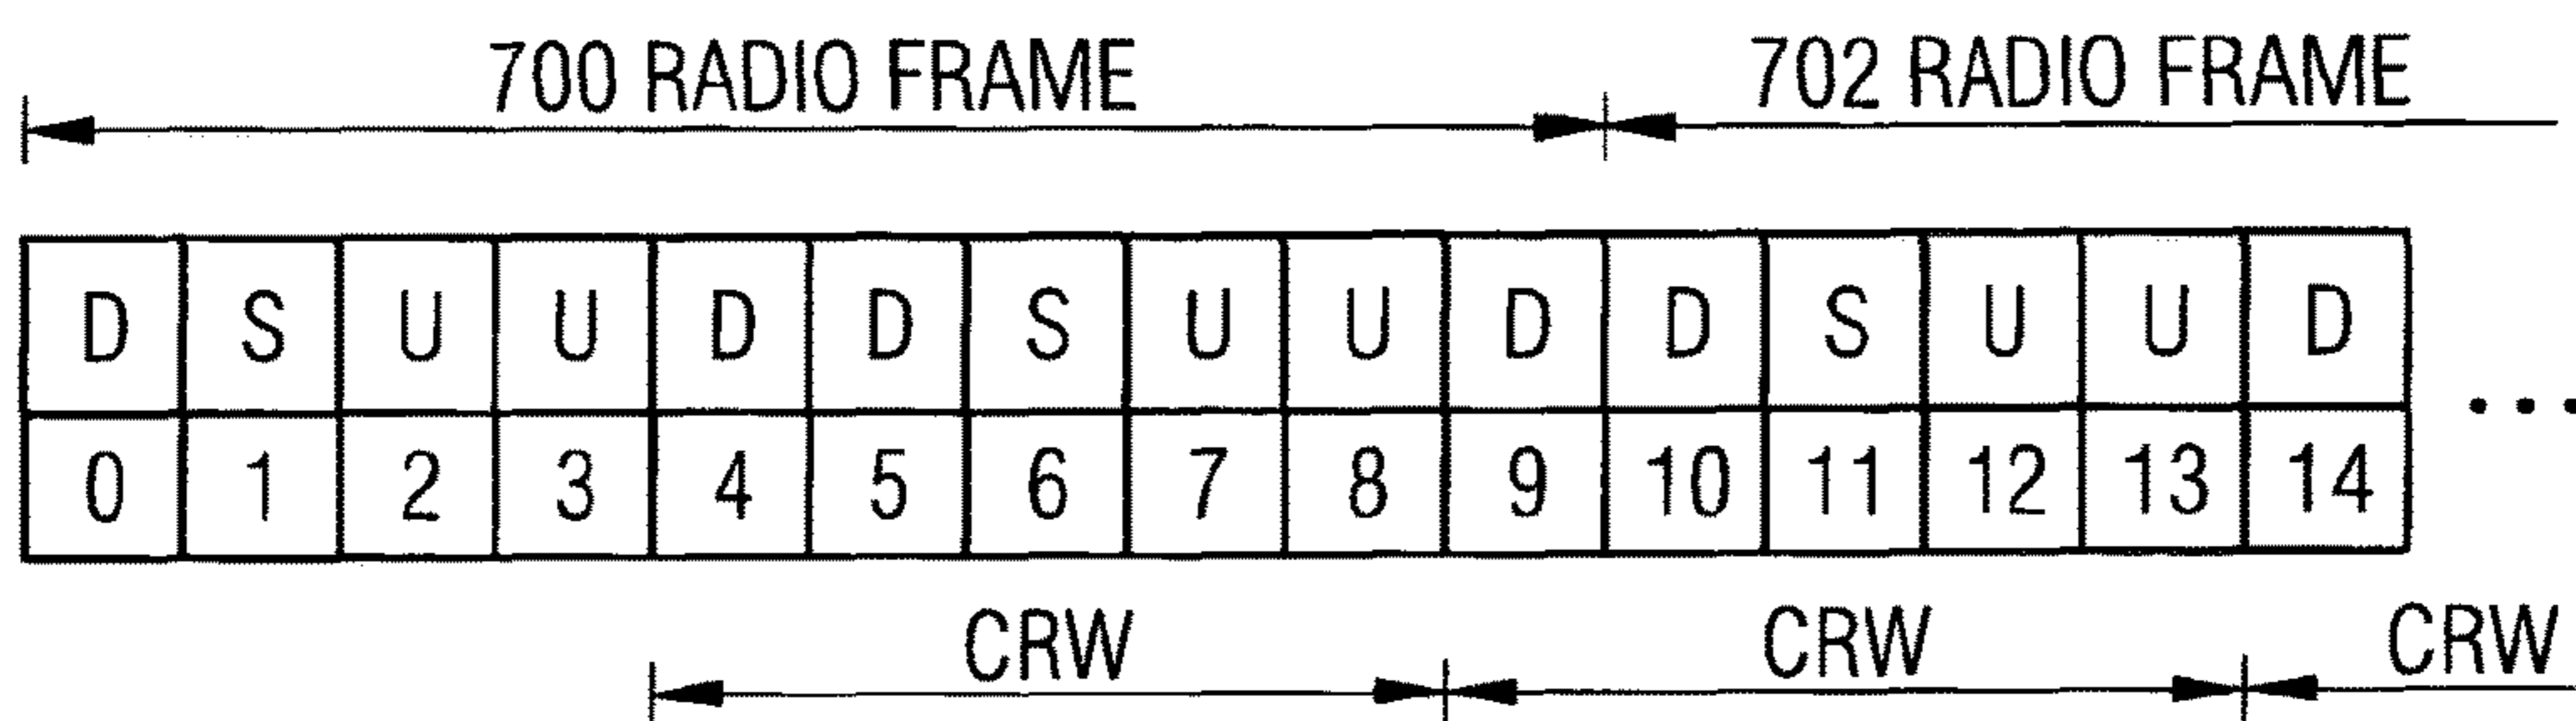 700 RADIO FRAME 702 RADIO FRAME
D S U U D D S U U D D S U U D
0 1 2 3 4 5 6 7 8 9 10 11 12 13 14 ...
CRW CRW CRW